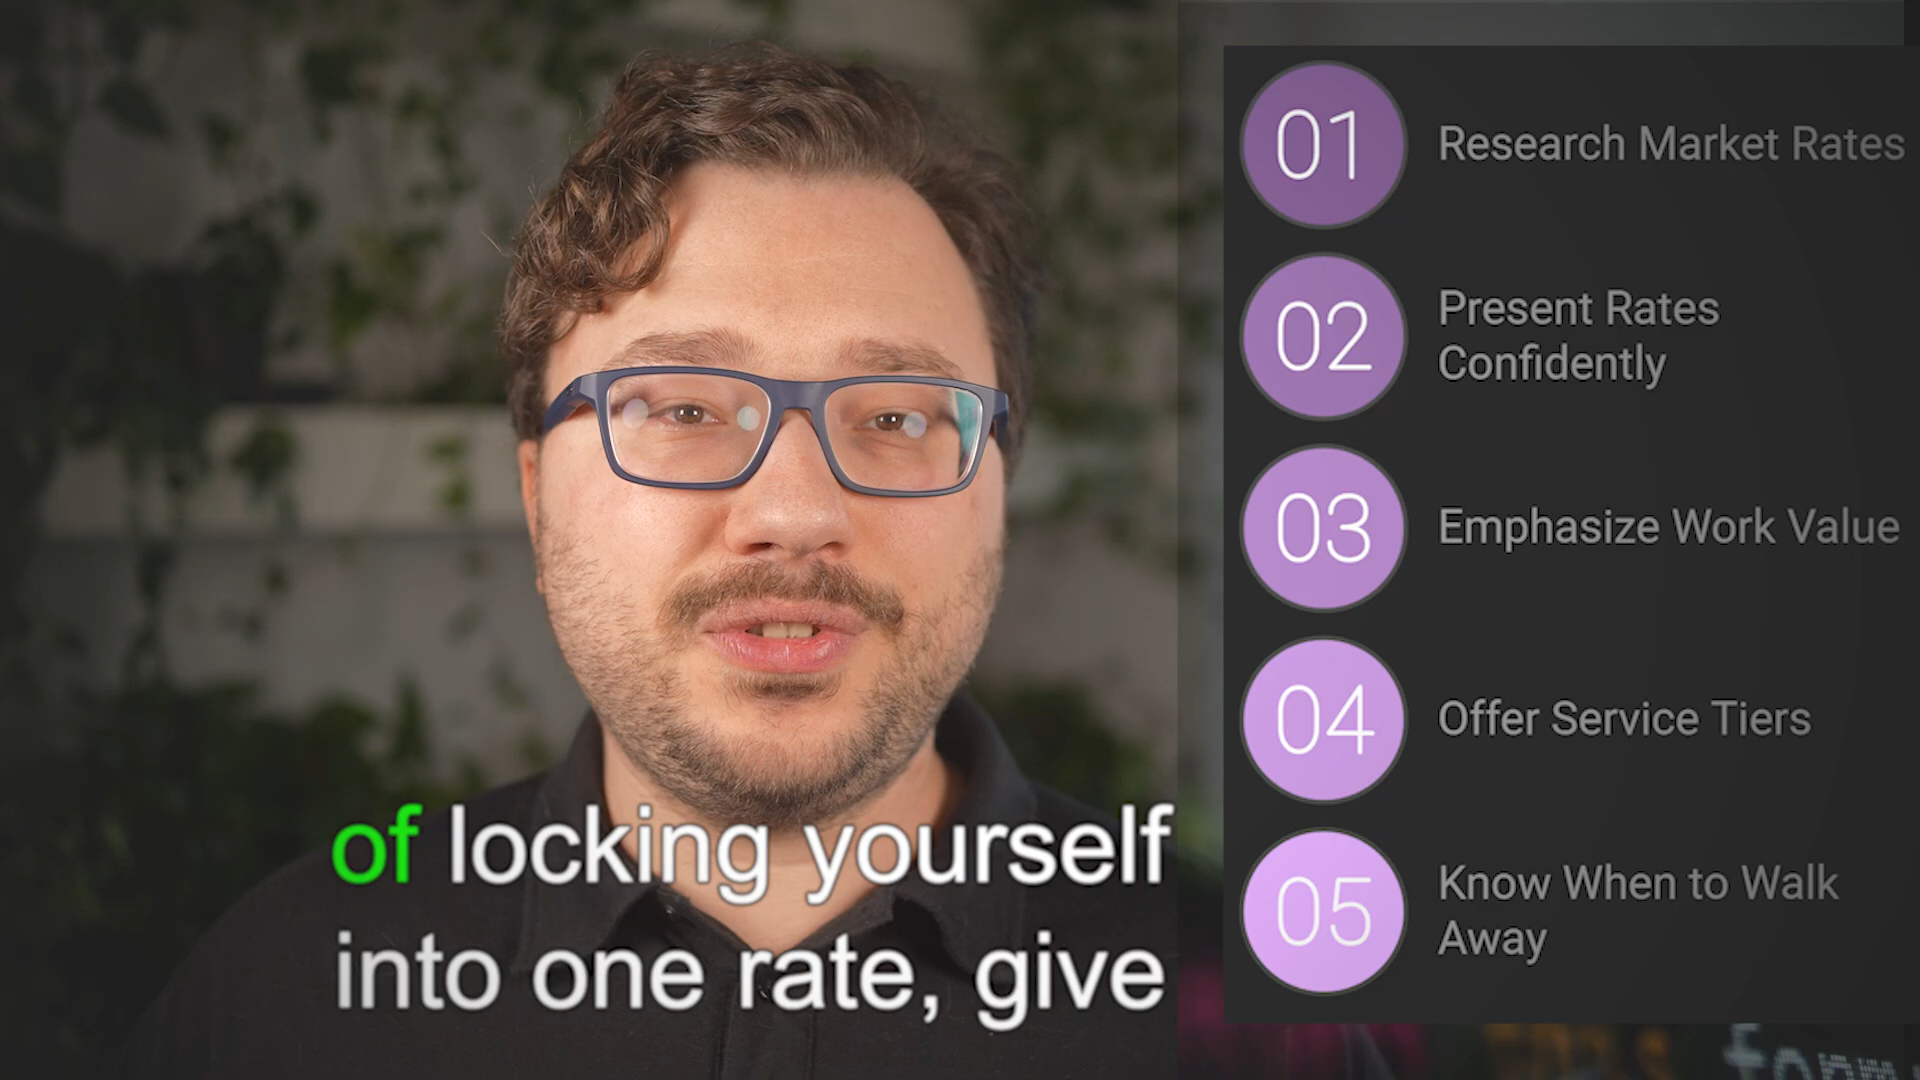 01
Research Market Rates
02
Present Rates
Confidently
03
Emphasize Work Value
04
Offer Service Tiers
05
Know When to Walk
Away
of locking yourself
into one rate, give